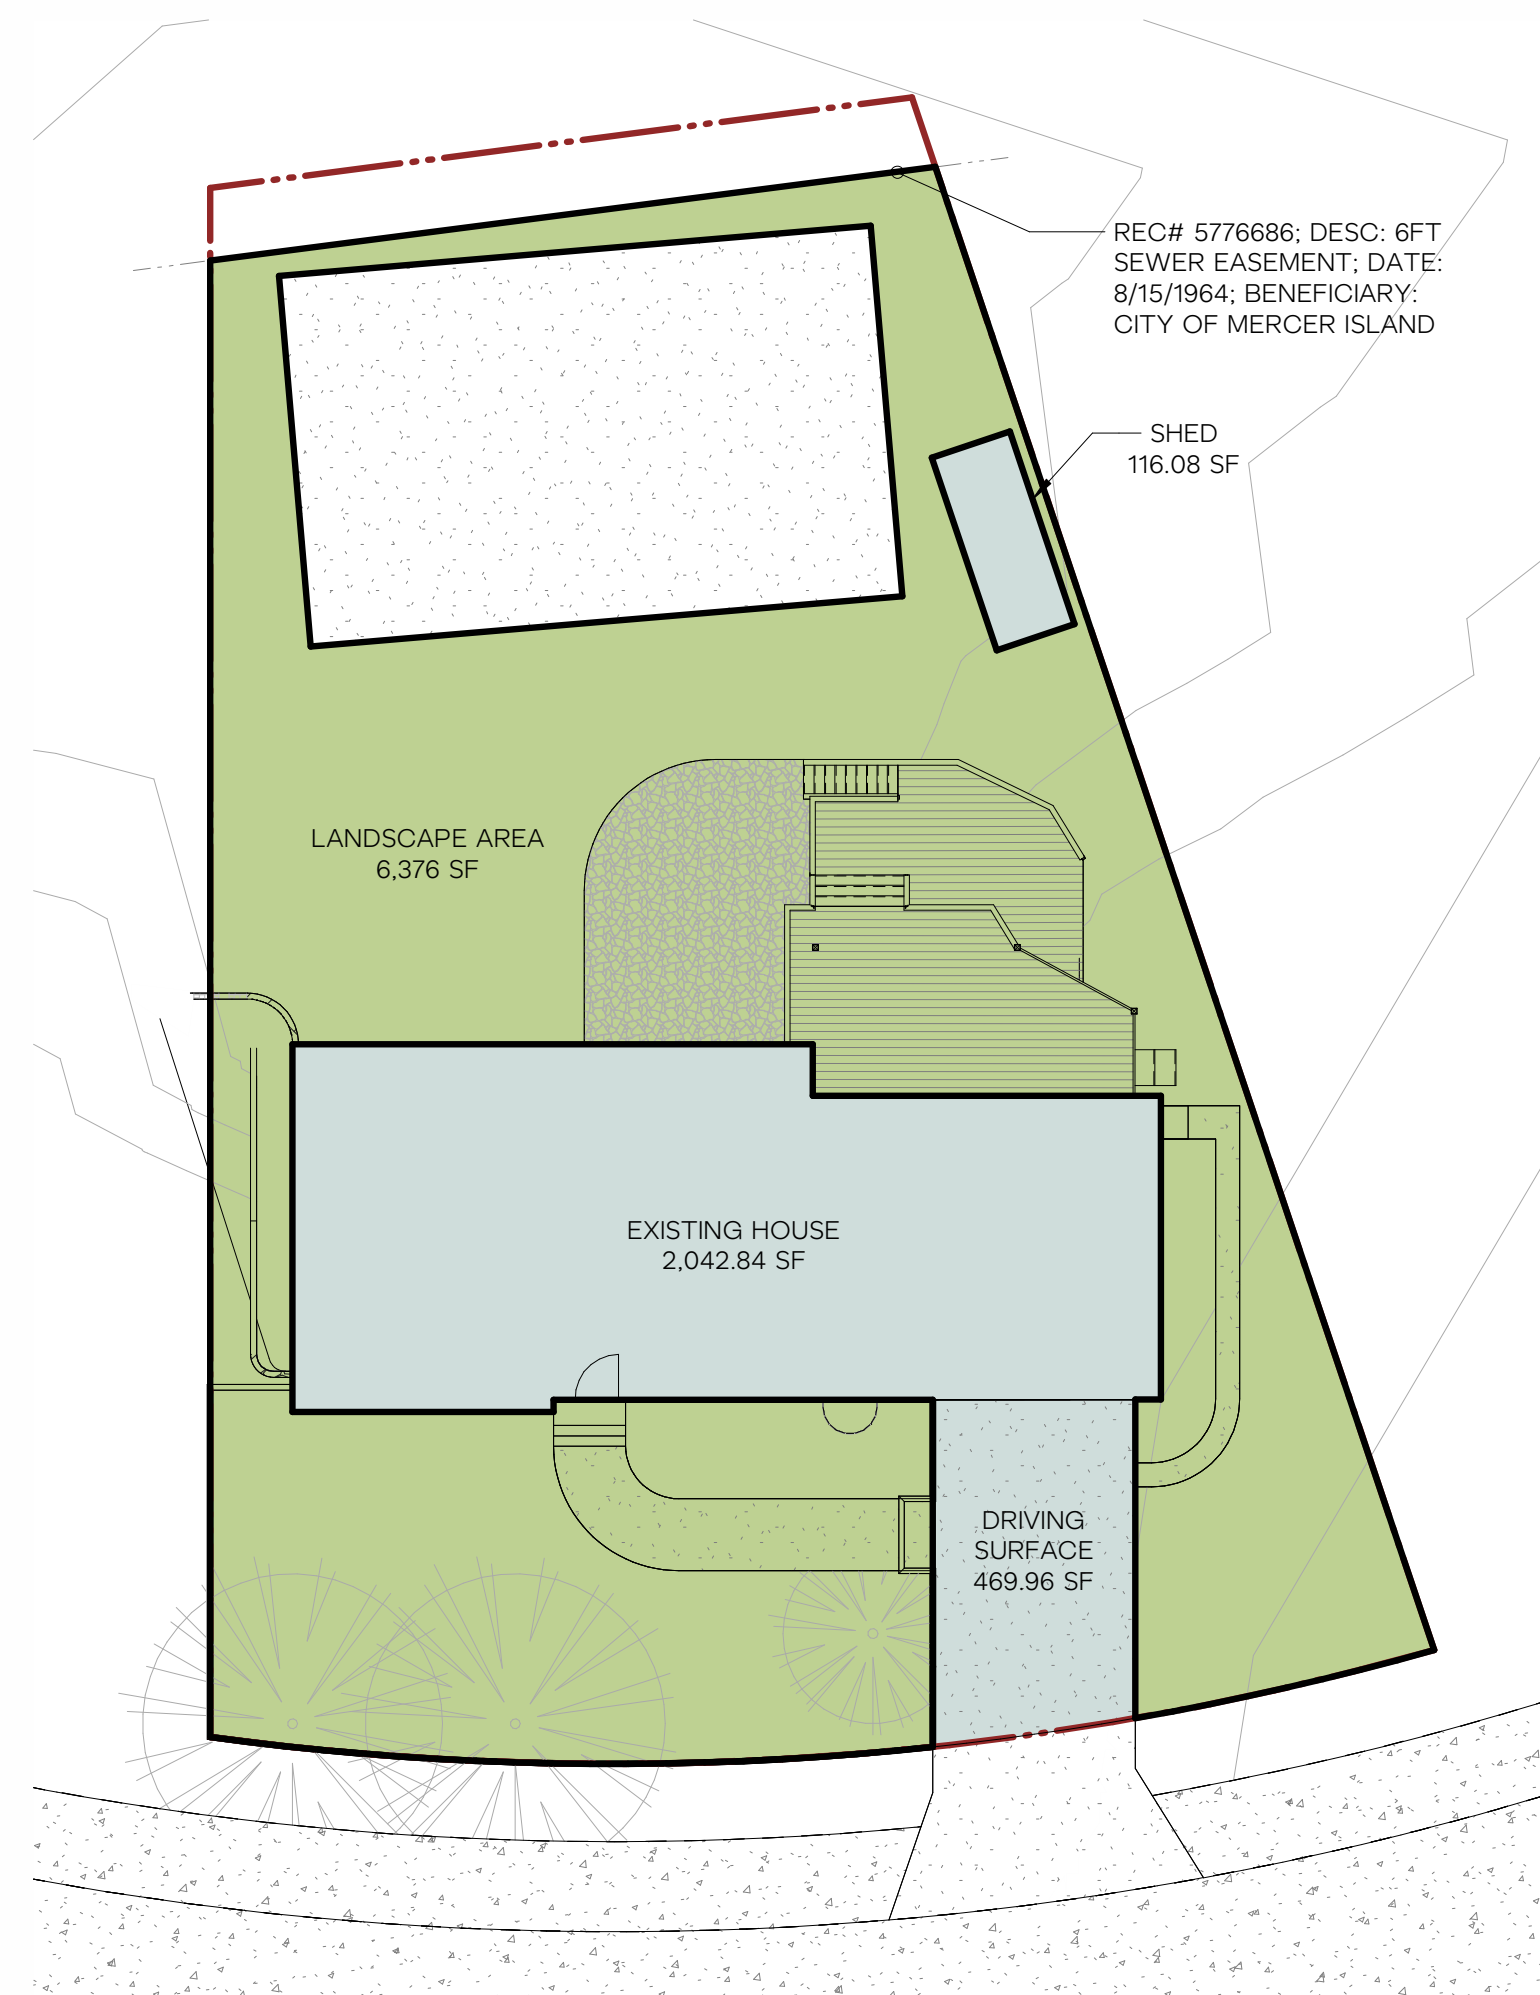 REC# 5776686; DESC: 6FT
SEWER EASEMENT; DATE:
8/15/1964; BENEFICIARY:
CITY OF MERCER ISLAND
SHED
116.08 SF
LANDSCAPE AREA
6,376 SF
EXISTING HOUSE
2,042.84 SF
DRIVING
SURFACE
469.96 SF